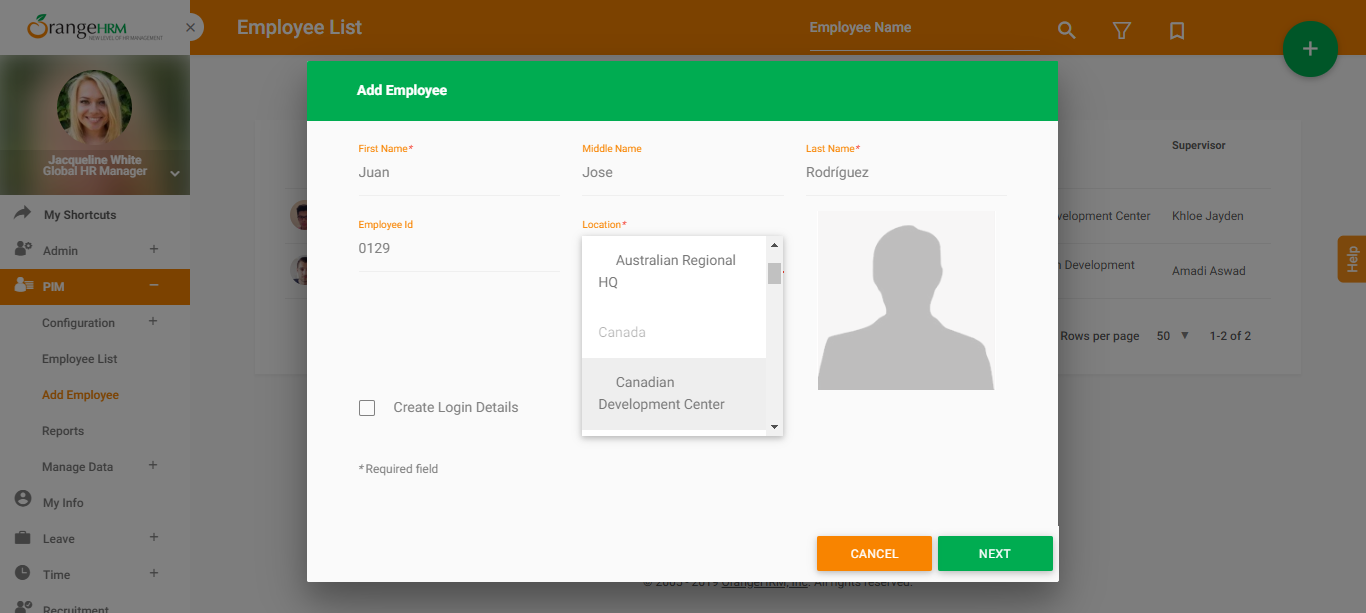 OrangeHRM
NEW LEVEL OF HR MANAGEMENT
Employee List
Employee Name
Jacqueline White
Global HR Manager
My Shortcuts
Admin
PIM
Configuration
Employee List
Add Employee
Reports
Manage Data
My Info
Leave
Time
Recruitment
Add Employee
First Name*
Middle Name
Last Name*
Juan
Jose
Rodríguez
Employee Id
Location*
0129
Australian Regional
HQ
Canada
Canadian
Development Center
Create Login Details
*Required field
CANCEL
NEXT
Supervisor
velopment Center
Khloe Jayden
Development
Amadi Aswad
Rows per page
50
1-2 of 2
Help
© 2005 - 2019 OrangeHRM, Inc. All rights reserved.